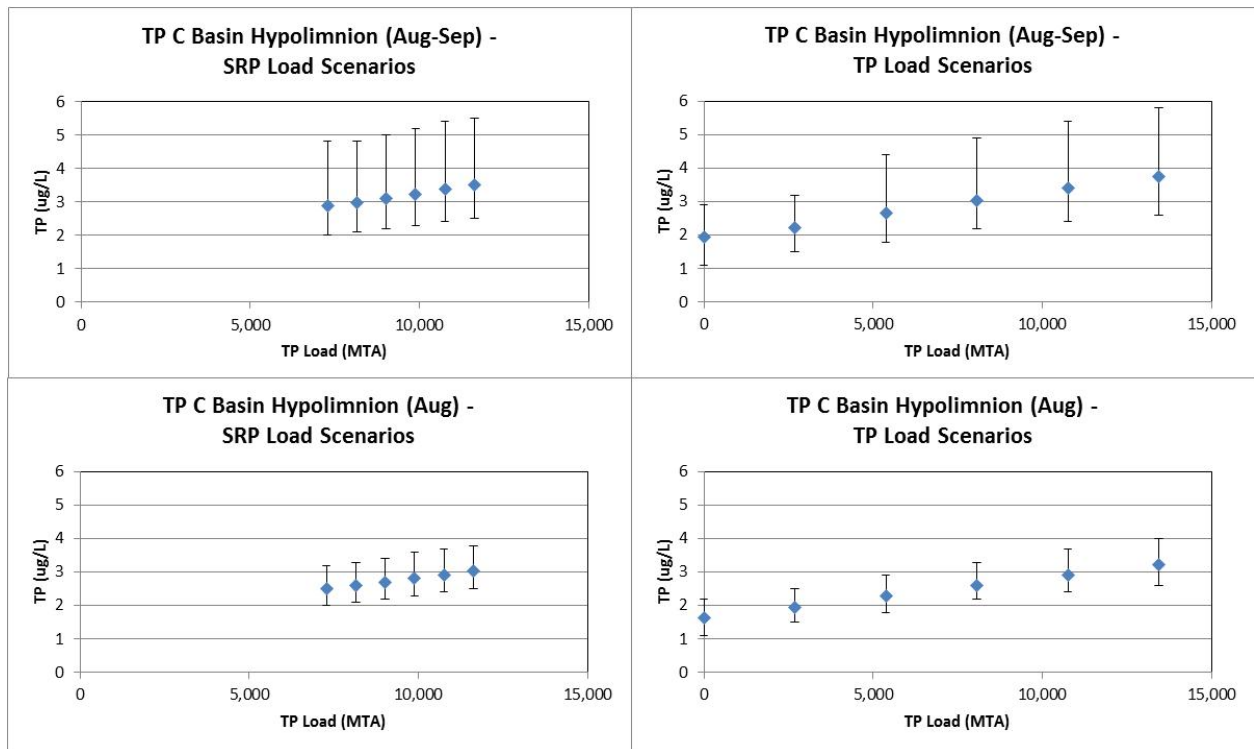 TP C Basin Hypolimnion (Aug-Sep) -
SRP Load Scenarios
6
5
4
3
2
1
0
TP (ug/L)
0
5,000
10,000
15,000
TP Load (MTA)
TP C Basin Hypolimnion (Aug-Sep) -
TP Load Scenarios
6
5
4
3
2
1
0
TP (ug/L)
0
5,000
10,000
15,000
TP Load (MTA)
TP C Basin Hypolimnion (Aug) -
SRP Load Scenarios
6
5
4
3
2
1
0
TP (ug/L)
0
5,000
10,000
15,000
TP Load (MTA)
TP C Basin Hypolimnion (Aug) -
TP Load Scenarios
6
5
4
3
2
1
0
TP (ug/L)
0
5,000
10,000
15,000
TP Load (MTA)